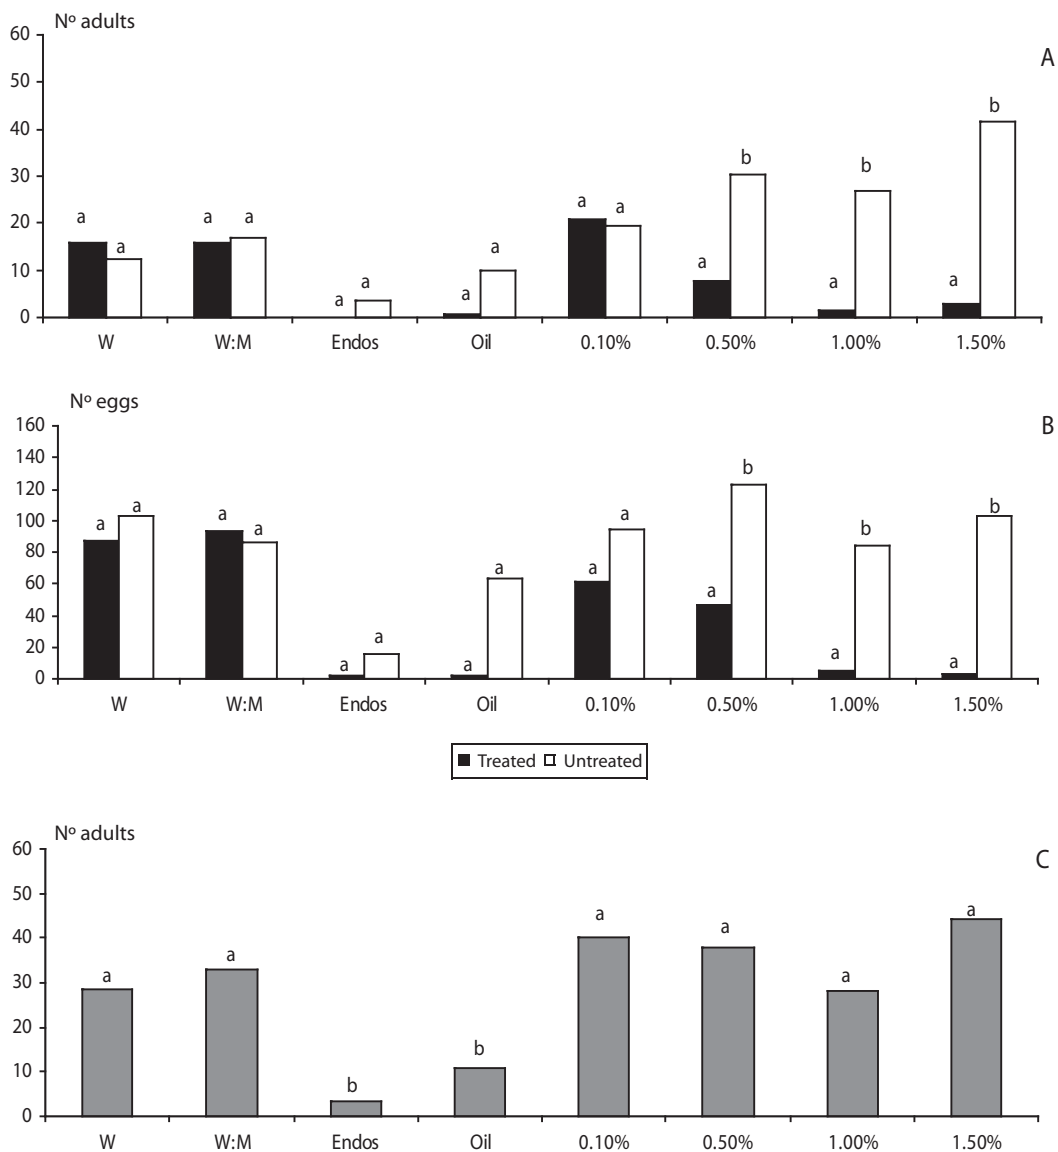 Nº adults
A
60
50
40
30
20
10
0
a a a a a a a a a a a b a b a b
W W:M Endos Oil 0.10% 0.50% 1.00% 1.50%
Nº eggs
B
160
140
120
100
80
60
40
20
0
a a a a a a a a a a a b a b a b
W W:M Endos Oil 0.10% 0.50% 1.00% 1.50%
Treated Untreated
Nº adults
C
60
50
40
30
20
10
0
a a b b a a a a
W W:M Endos Oil 0.10% 0.50% 1.00% 1.50%